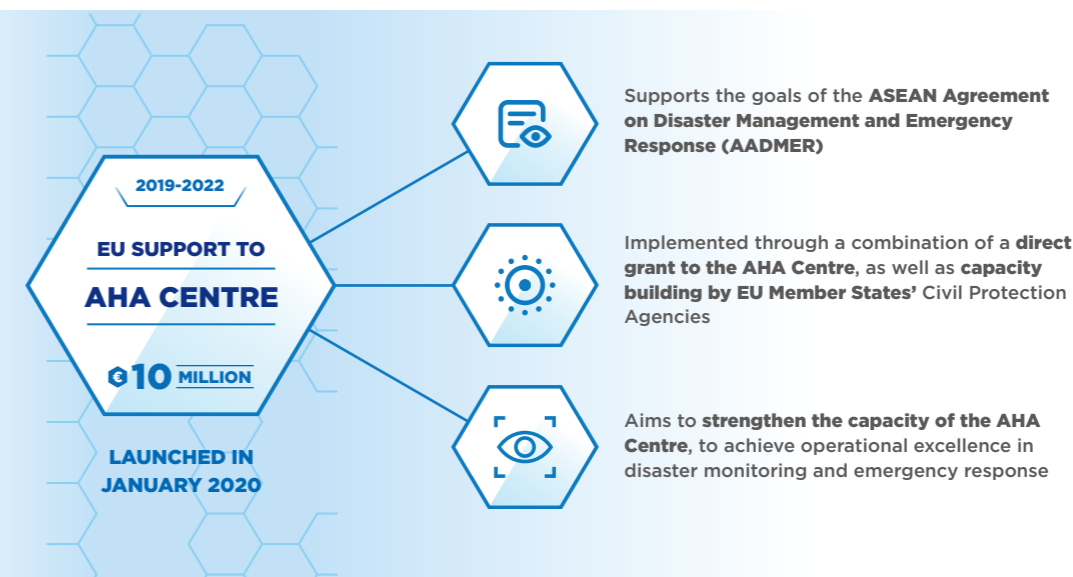 2019-2022
EU SUPPORT TO
AHA CENTRE
€10 MILLION
LAUNCHED IN
JANUARY 2020
Supports the goals of the ASEAN Agreement
on Disaster Management and Emergency
Response (AADMER)
Implemented through a combination of a direct
grant to the AHA Centre, as well as capacity
building by EU Member States’ Civil Protection
Agencies
Aims to strengthen the capacity of the AHA
Centre, to achieve operational excellence in
disaster monitoring and emergency response